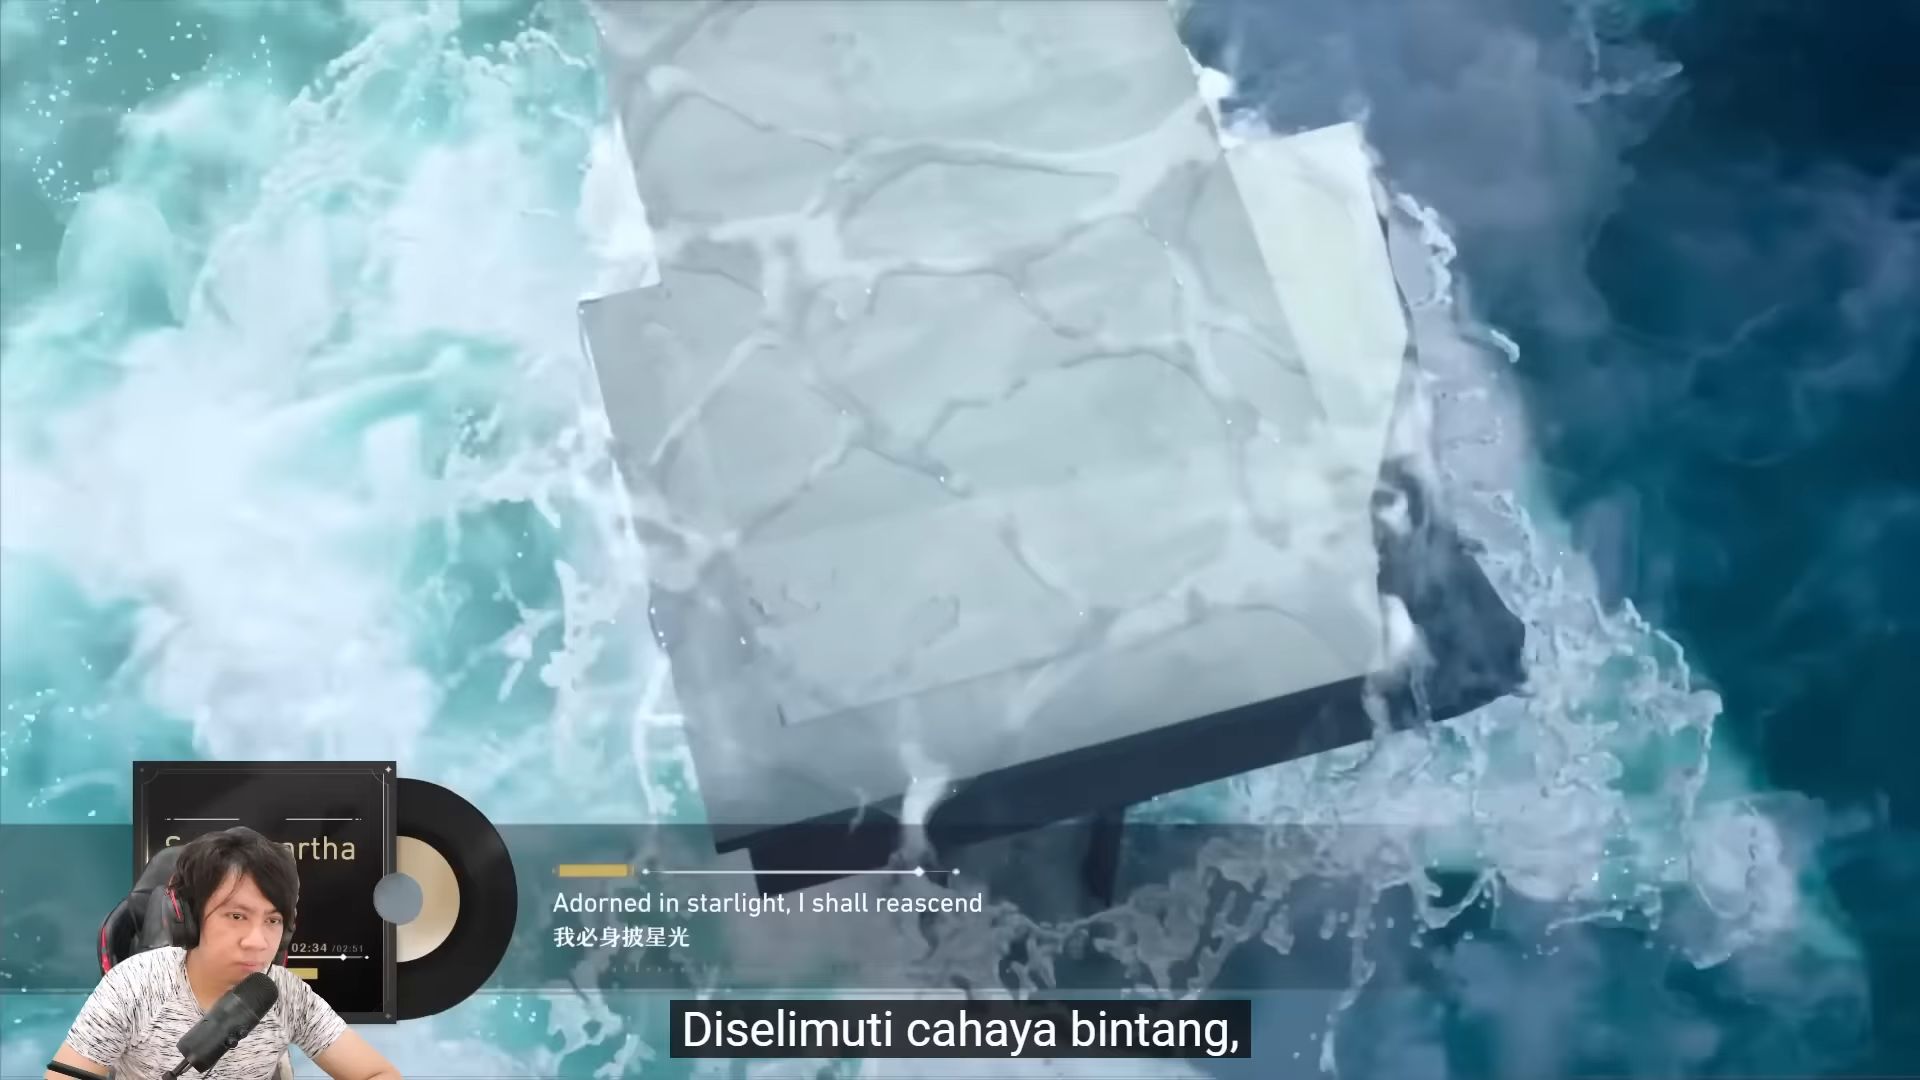 artha
02:34 /02:51
Adorned in starlight, I shall reascend
我必身披星光
Diselimuti cahaya bintang,